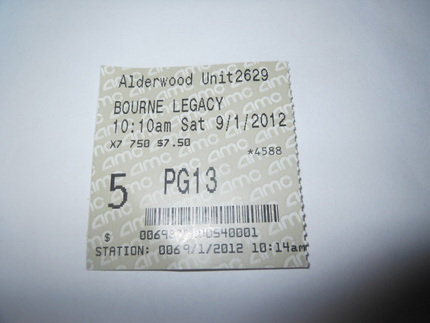 Alderwood Unit2629
BOURNE LEGACY
10:10am Sat 9/1/2012
X7 750 $7.50
*4588
5 PG13
$
STATION: 0069/1/2012 10:14am
amc